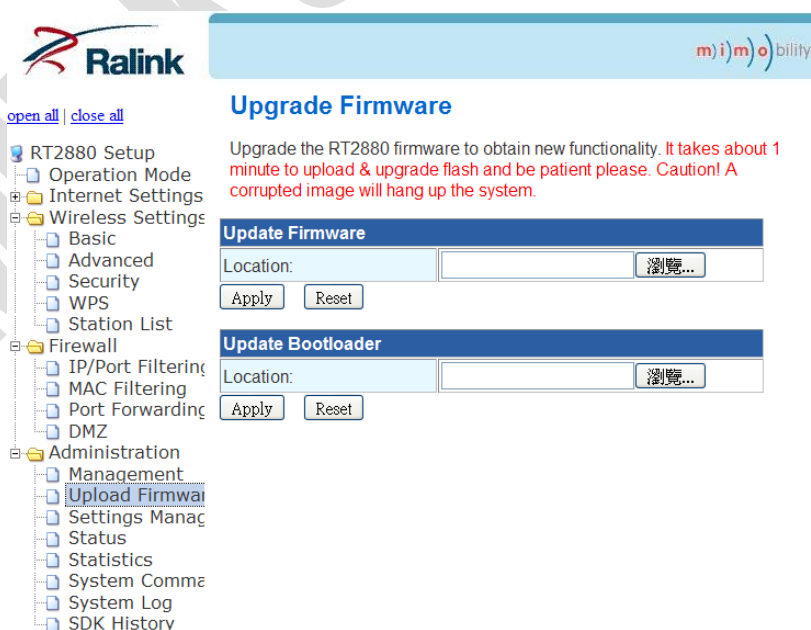 Ralink
m)i)m)o)bility
open all | close all
RT2880 Setup
Operation Mode
Internet Settings
Wireless Settings
Basic
Advanced
Security
WPS
Station List
Firewall
IP/Port Filtering
MAC Filtering
Port Forwarding
DMZ
Administration
Management
Upload Firmwar
Settings Manag
Status
Statistics
System Comma
System Log
SDK History
Upgrade Firmware
Upgrade the RT2880 firmware to obtain new functionality. It takes about 1
minute to upload & upgrade flash and be patient please. Caution! A
corrupted image will hang up the system.
Update Firmware
Location: 瀏覽...
Apply Reset
Update Bootloader
Location: 瀏覽...
Apply Reset